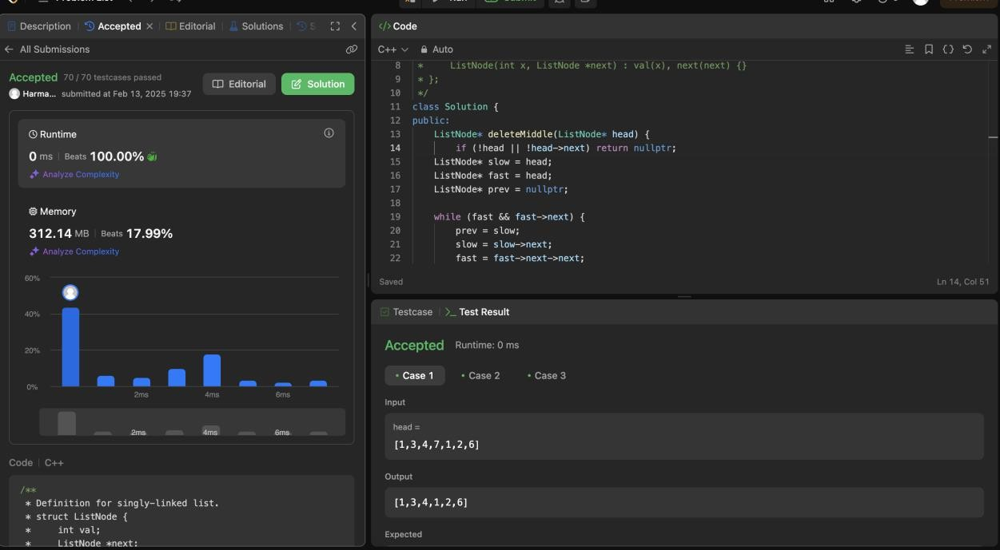 Description
Accepted
Editorial
Solutions
S
All Submissions
Accepted 70 / 70 testcases passed
Harma... submitted at Feb 13, 2025 19:37
Editorial
Solution
Runtime
0 ms | Beats 100.00%
Analyze Complexity
Memory
312.14 MB | Beats 17.99%
Analyze Complexity
60%
40%
20%
0%
2ms 4ms 6ms
2ms 4ms 6ms
Code | C++
/**
* Definition for singly-linked list.
* struct ListNode {
* int val;
* ListNode *next;
</> Code
C++
Auto
8 * ListNode(int x, ListNode *next) : val(x), next(next) {}
9 * };
10 */
11 class Solution {
12 public:
13 ListNode* deleteMiddle(ListNode* head) {
14 if (!head || !head->next) return nullptr;
15 ListNode* slow = head;
16 ListNode* fast = head;
17 ListNode* prev = nullptr;
18
19 while (fast && fast->next) {
20 prev = slow;
21 slow = slow->next;
22 fast = fast->next->next;
Saved
Ln 14, Col 51
Testcase
Test Result
Accepted Runtime: 0 ms
Case 1
Case 2
Case 3
Input
head =
[1,3,4,7,1,2,6]
Output
[1,3,4,1,2,6]
Expected